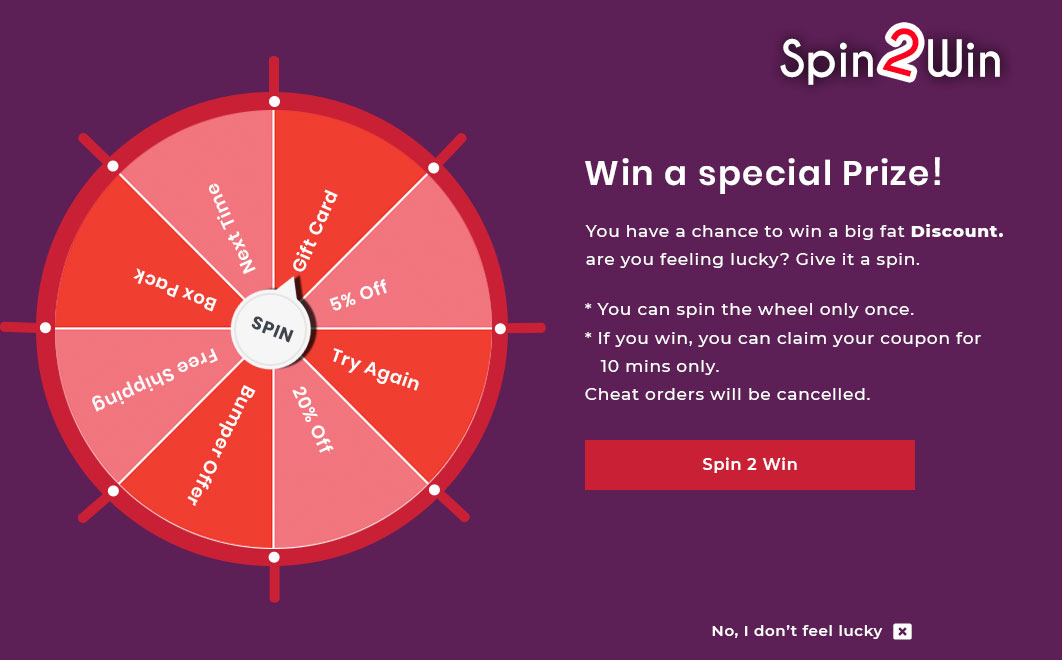 Spin2Win
Next Time
Gift Card
5% Off
Try Again
20% Off
Bumper Offer
Free Shipping
Box Pack
SPIN
Win a special Prize!
You have a chance to win a big fat Discount.
are you feeling lucky? Give it a spin.
* You can spin the wheel only once.
* If you win, you can claim your coupon for
10 mins only.
Cheat orders will be cancelled.
Spin 2 Win
No, I don’t feel lucky